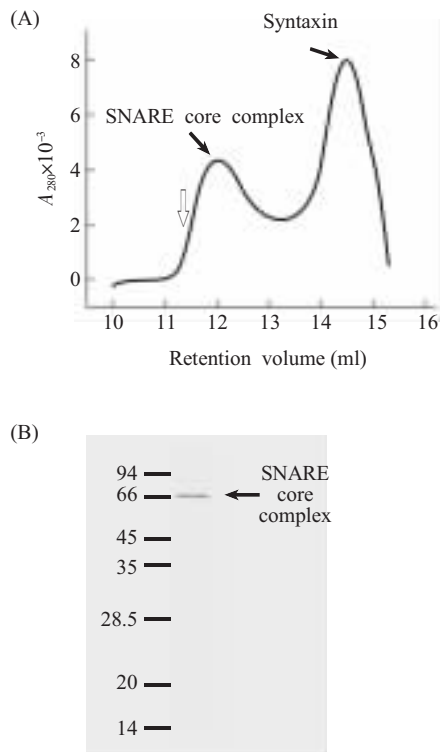 (A)
Syntaxin
SNARE core complex
A280×10−3
8
6
4
2
0
10 11 12 13 14 15 16
Retention volume (ml)
(B)
94
66
45
35
28.5
20
14
SNARE
core
complex